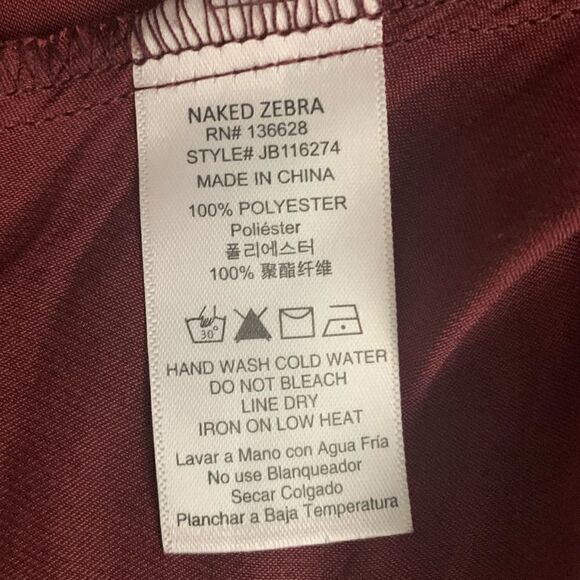 NAKED ZEBRA
RN# 136628
STYLE# JB116274
MADE IN CHINA
100% POLYESTER
Poliéster
폴리에스터
100% 聚酯纤维
30°
HAND WASH COLD WATER
DO NOT BLEACH
LINE DRY
IRON ON LOW HEAT
Lavar a Mano con Agua Fría
No use Blanqueador
Secar Colgado
Planchar a Baja Temperatura